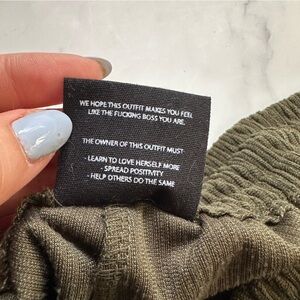 WE HOPE THIS OUTFIT MAKES YOU FEEL
LIKE THE FUCKING BOSS YOU ARE.
THE OWNER OF THIS OUTFIT MUST
- LEARN TO LOVE HERSELF MORE
- SPREAD POSITIVITY
- HELP OTHERS DO THE SAME